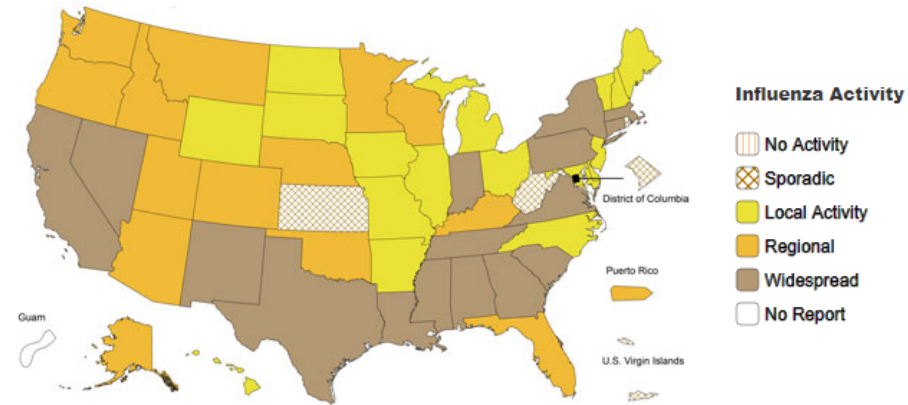 Influenza Activity
No Activity
Sporadic
Local Activity
Regional
Widespread
No Report
District of Columbia
Puerto Rico
Guam
U.S. Virgin Islands